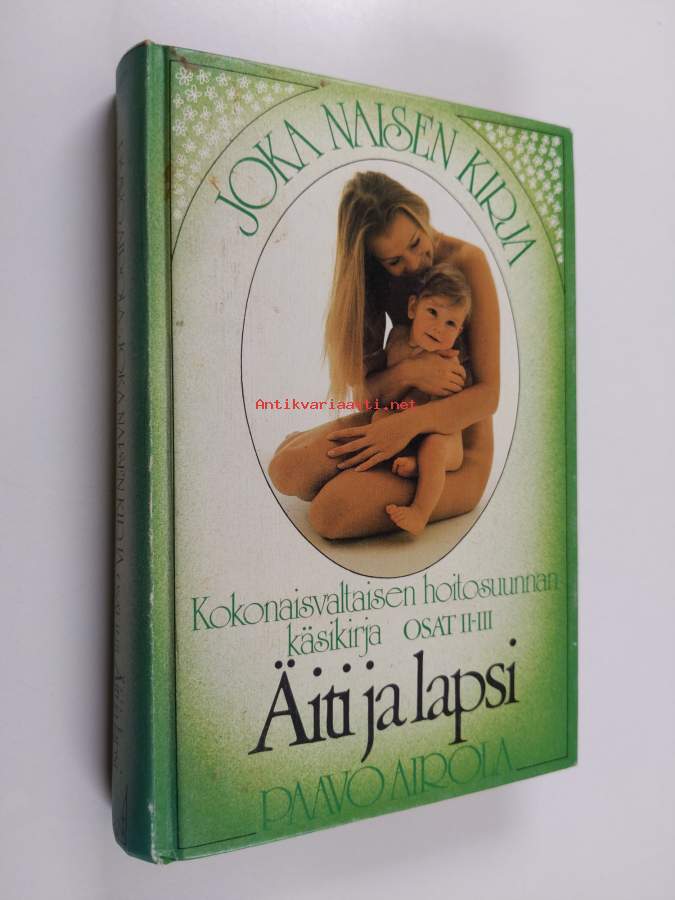 JOKA NAISEN KIRJA
Antikvariaatti.net
Kokonaisvaltaisen hoitosuunnan
käsikirja OSAT II-III
Äiti ja lapsi
PAAVO AIROLA